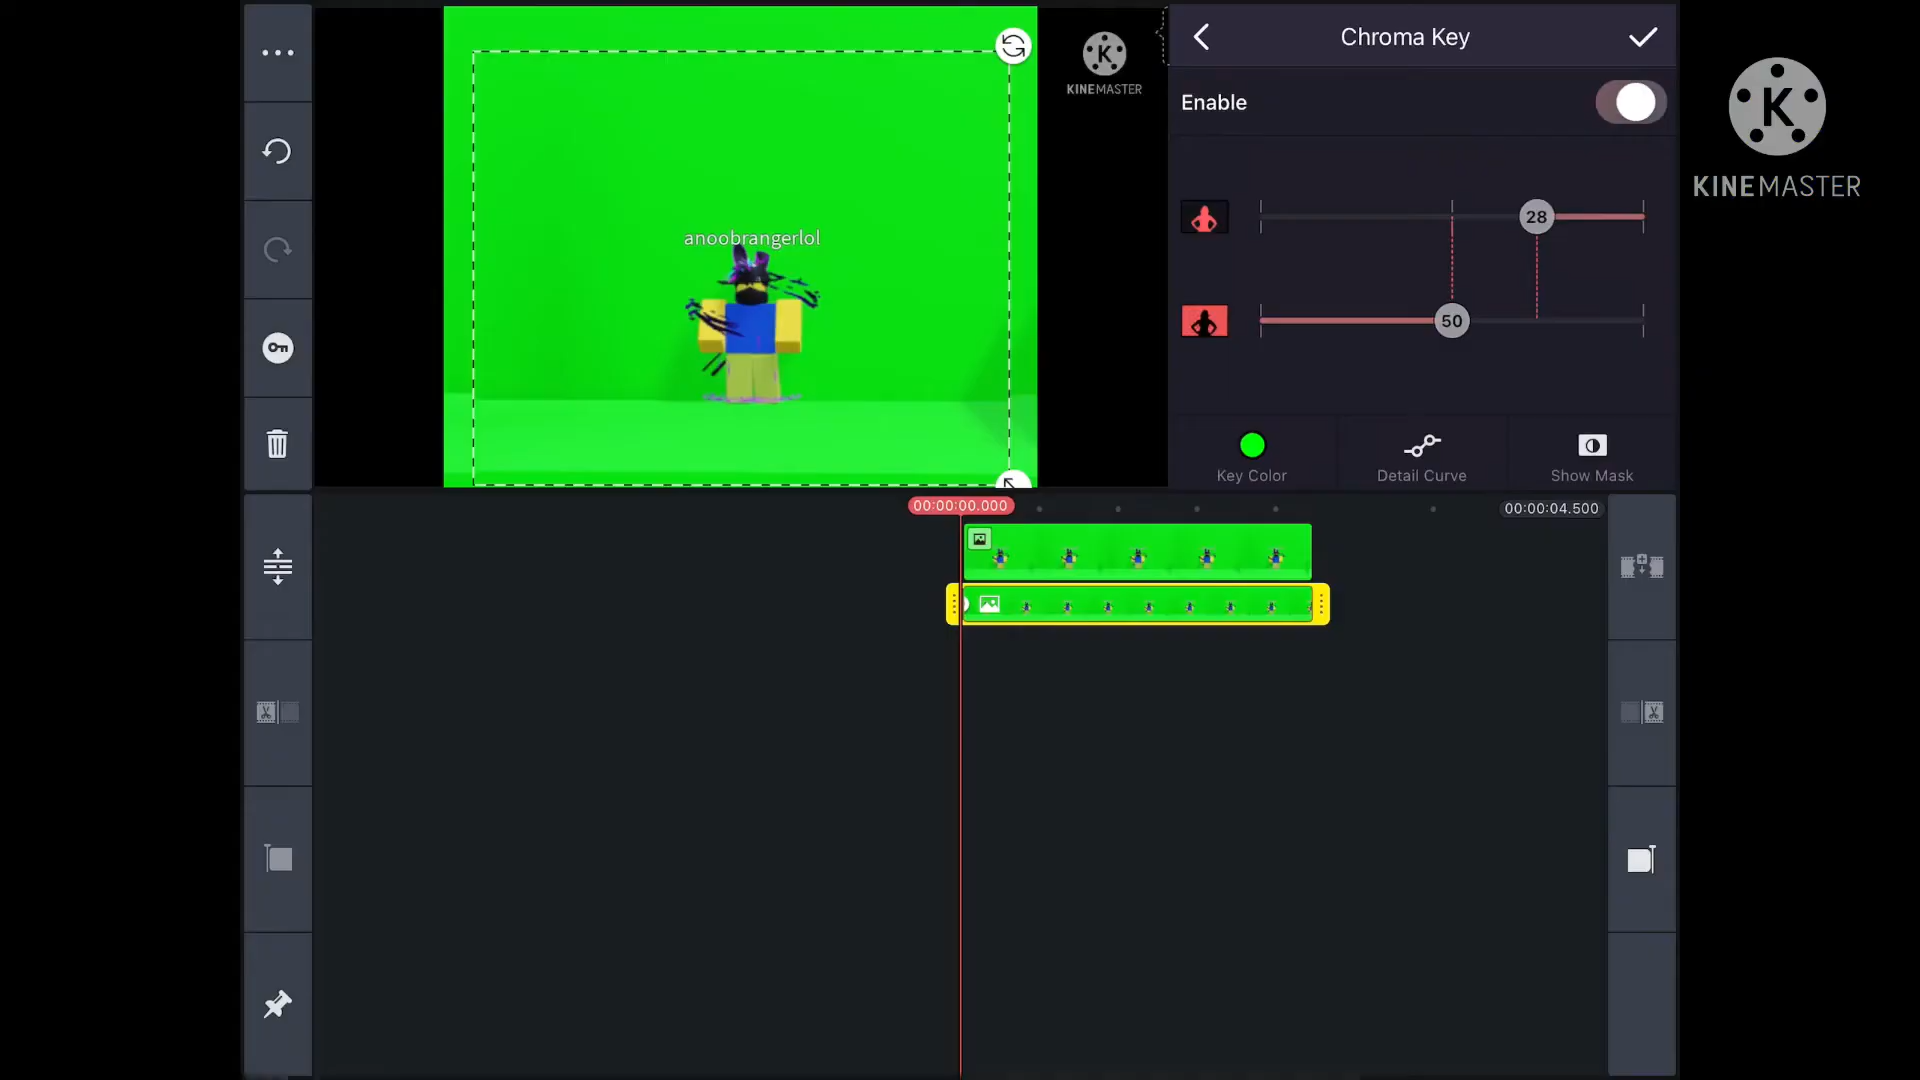 KINEMASTER
Chroma Key
Enable
KINEMASTER
28
anoobrangerlol
50
Key Color
Detail Curve
Show Mask
00:00:00.000
00:00:04.500